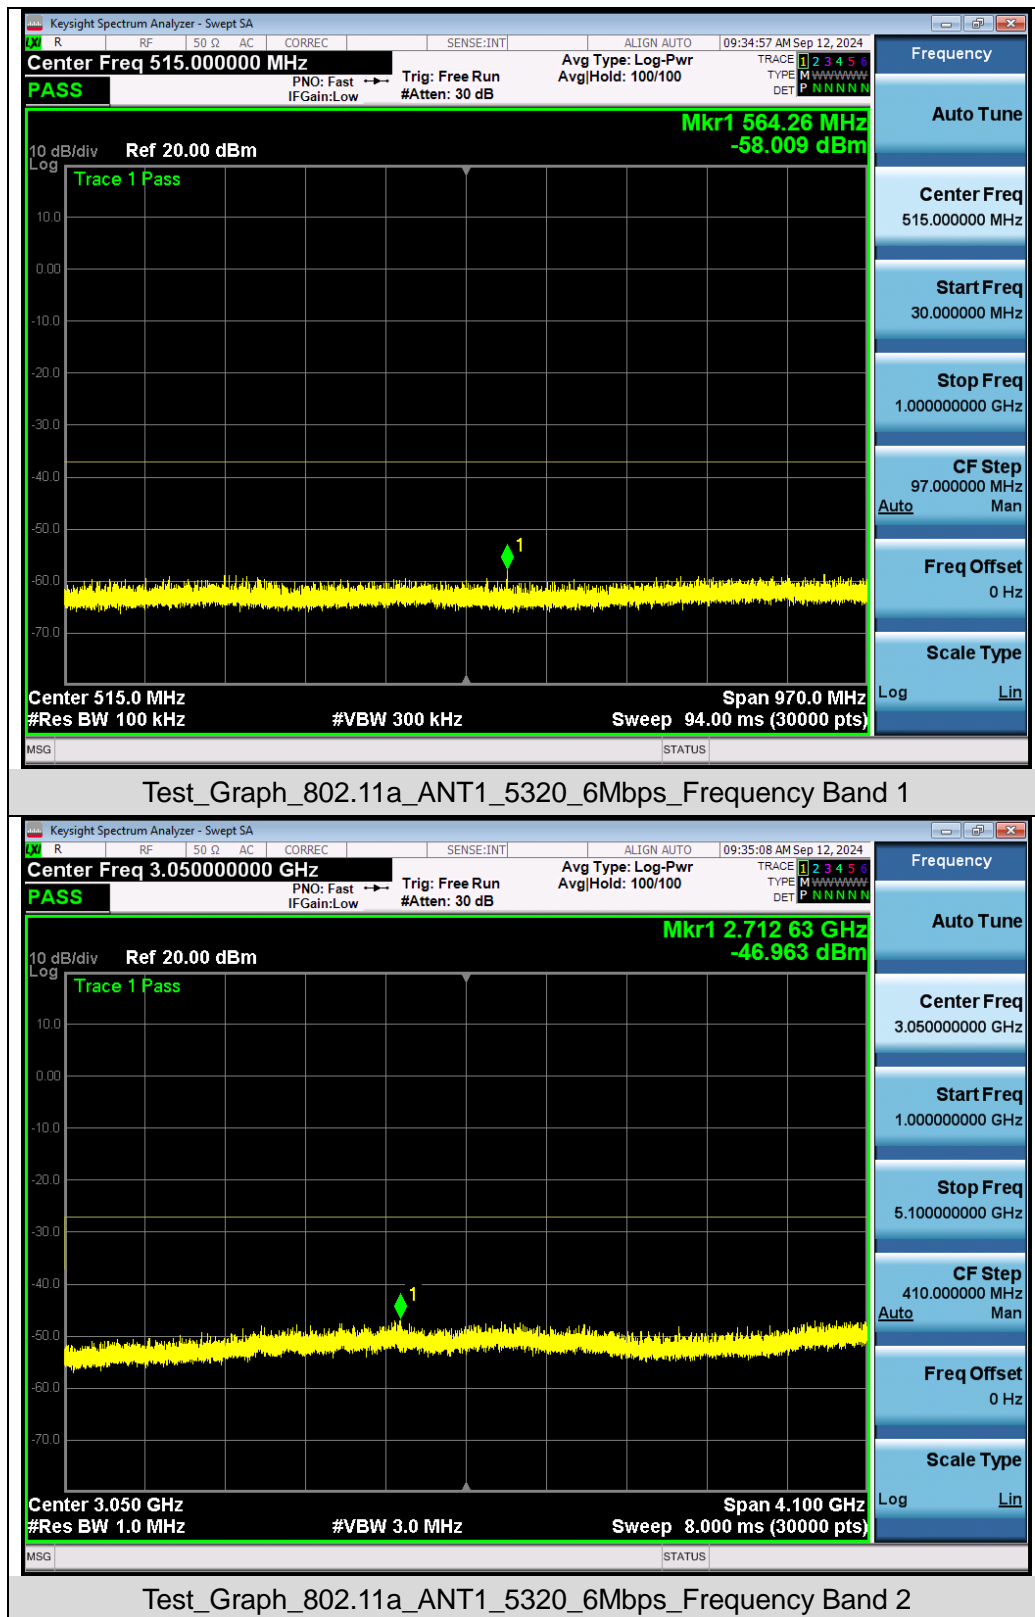 Keysight Spectrum Analyzer - Swept SA
LXI R RF 50 Ω AC CORREC SENSE:INT ALIGN AUTO 09:34:57 AM Sep 12, 2024
Center Freq 515.000000 MHz
PASS
PNO: Fast
IFGain:Low
Trig: Free Run
#Atten: 30 dB
Avg Type: Log-Pwr
Avg|Hold: 100/100
TRACE 1 2 3 4 5 6
TYPE M W W W W W
DET P N N N N N
Mkr1 564.26 MHz
-58.009 dBm
10 dB/div
Log
Ref 20.00 dBm
Trace 1 Pass
10.0
0.00
-10.0
-20.0
-30.0
-40.0
-50.0
-60.0
-70.0
1
Center 515.0 MHz
Span 970.0 MHz
#Res BW 100 kHz
#VBW 300 kHz
Sweep 94.00 ms (30000 pts)
MSG
STATUS
Frequency
Auto Tune
Center Freq
515.000000 MHz
Start Freq
30.000000 MHz
Stop Freq
1.000000000 GHz
CF Step
97.000000 MHz
Auto Man
Freq Offset
0 Hz
Scale Type
Log Lin
Test_Graph_802.11a_ANT1_5320_6Mbps_Frequency Band 1
Keysight Spectrum Analyzer - Swept SA
LXI R RF 50 Ω AC CORREC SENSE:INT ALIGN AUTO 09:35:08 AM Sep 12, 2024
Center Freq 3.050000000 GHz
PASS
PNO: Fast
IFGain:Low
Trig: Free Run
#Atten: 30 dB
Avg Type: Log-Pwr
Avg|Hold: 100/100
TRACE 1 2 3 4 5 6
TYPE M W W W W W
DET P N N N N N
Mkr1 2.712 63 GHz
-46.963 dBm
10 dB/div
Log
Ref 20.00 dBm
Trace 1 Pass
10.0
0.00
-10.0
-20.0
-30.0
-40.0
-50.0
-60.0
-70.0
1
Center 3.050 GHz
Span 4.100 GHz
#Res BW 1.0 MHz
#VBW 3.0 MHz
Sweep 8.000 ms (30000 pts)
MSG
STATUS
Frequency
Auto Tune
Center Freq
3.050000000 GHz
Start Freq
1.000000000 GHz
Stop Freq
5.100000000 GHz
CF Step
410.000000 MHz
Auto Man
Freq Offset
0 Hz
Scale Type
Log Lin
Test_Graph_802.11a_ANT1_5320_6Mbps_Frequency Band 2